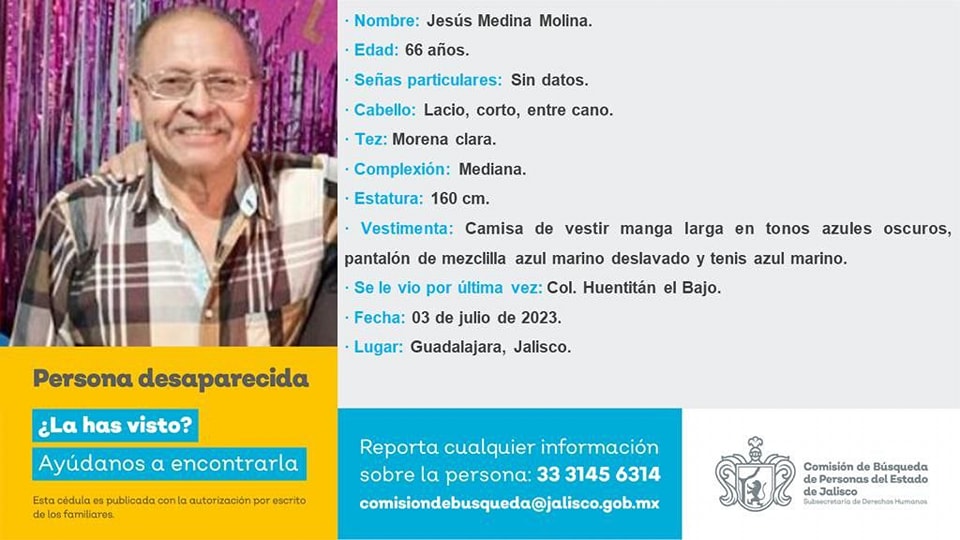 · Nombre: Jesús Medina Molina.
· Edad: 66 años.
· Señas particulares: Sin datos.
· Cabello: Lacio, corto, entre cano.
· Tez: Morena clara.
· Complexión: Mediana.
· Estatura: 160 cm.
· Vestimenta: Camisa de vestir manga larga en tonos azules oscuros,
pantalón de mezclilla azul marino deslavado y tenis azul marino.
· Se le vio por última vez: Col. Huentitán el Bajo.
· Fecha: 03 de julio de 2023.
· Lugar: Guadalajara, Jalisco.
Persona desaparecida
¿La has visto?
Ayúdanos a encontrarla
Esta cédula es publicada con la autorización por escrito
de los familiares.
Reporta cualquier información
sobre la persona: 33 3145 6314
comisiondebusqueda@jalisco.gob.mx
Comisión de Búsqueda
de Personas del Estado
de Jalisco
Subsecretaría de Derechos Humanos